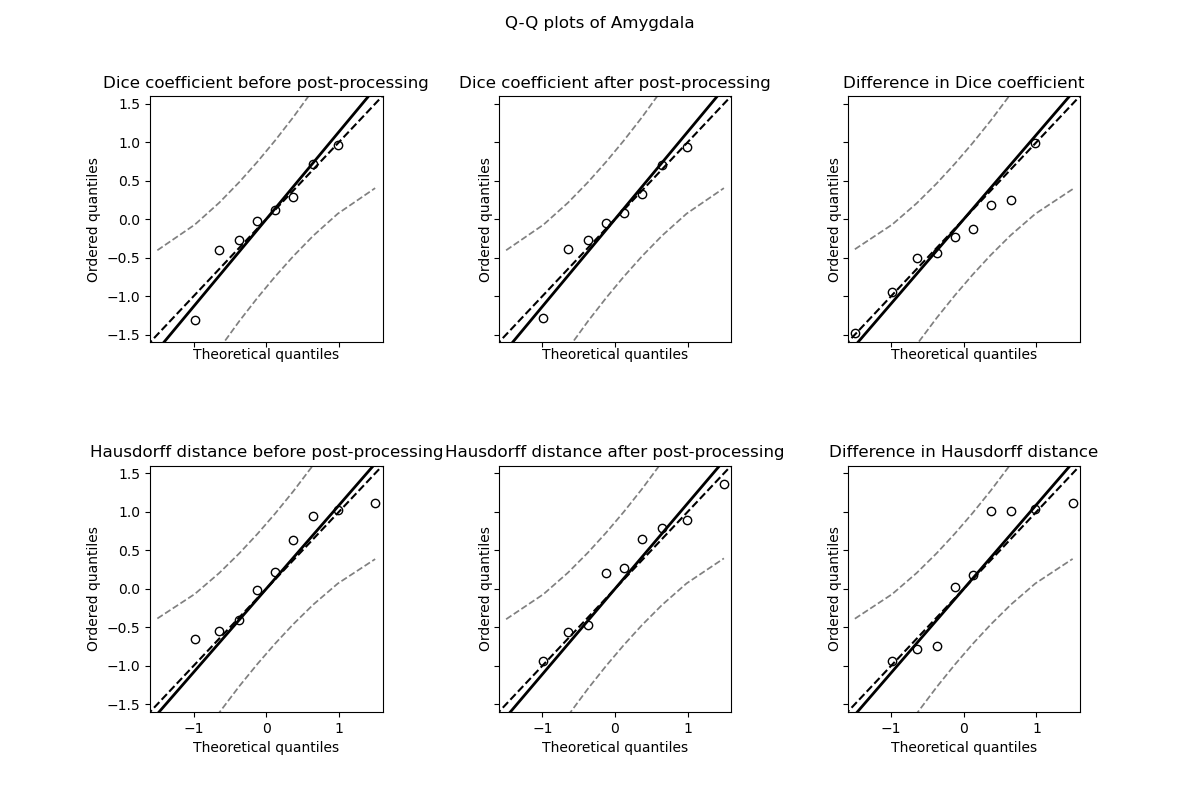 Q-Q plots of Amygdala
Dice coefficient before post-processing
1.5
1.0
0.5
0.0
−0.5
−1.0
−1.5
Ordered quantiles
Theoretical quantiles
Dice coefficient after post-processing
Ordered quantiles
Theoretical quantiles
Difference in Dice coefficient
Ordered quantiles
Theoretical quantiles
Hausdorff distance before post-processing
1.5
1.0
0.5
0.0
−0.5
−1.0
−1.5
Ordered quantiles
−1 0 1
Theoretical quantiles
Hausdorff distance after post-processing
Ordered quantiles
−1 0 1
Theoretical quantiles
Difference in Hausdorff distance
Ordered quantiles
−1 0 1
Theoretical quantiles